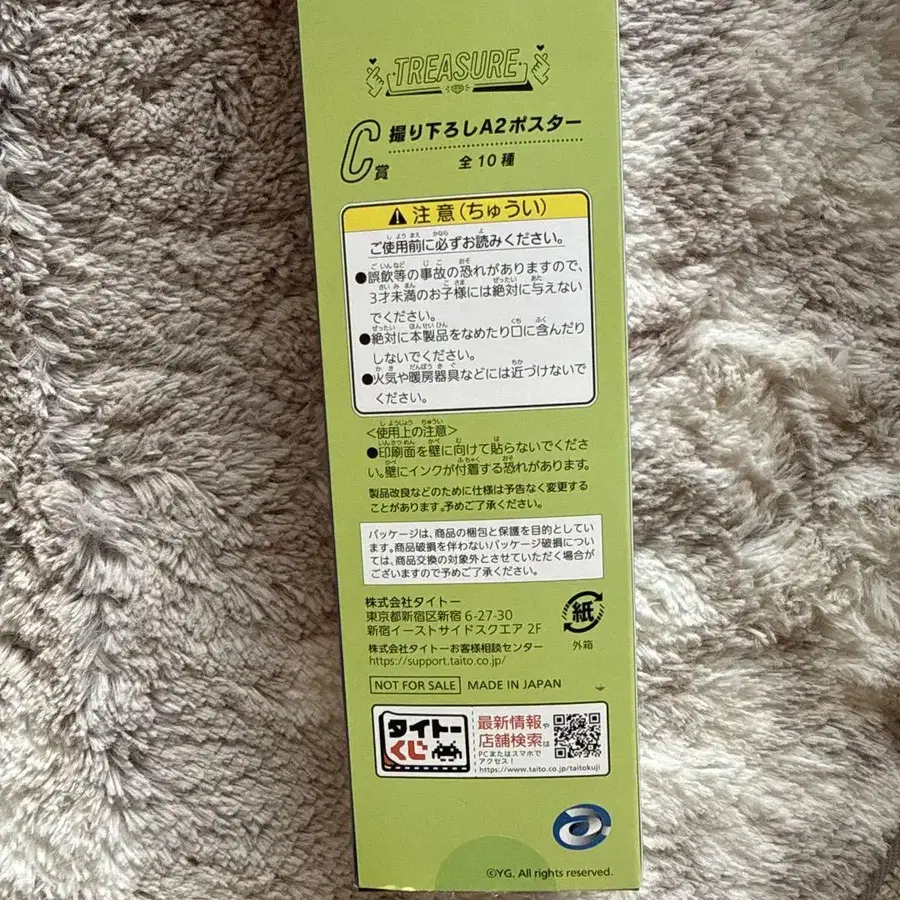 TREASURE
C賞
撮り下ろしA2ポスター
全10種
注意(ちゅうい)
ご使用前に必ずお読みください。
●誤飲等の事故の恐れがありますので、
3才未満のお子様には絶対に与えない
でください。
●絶対に本製品をなめたり口に含んだり
しないでください。
●火気や暖房器具などには近づけないで
ください。
<使用上の注意>
●印刷面を壁に向けて貼らないでくださ
い。壁にインクが付着する恐れがあります。
製品改良などのために仕様は予告なく変更する
ことがあります。予めご了承ください。
パッケージは、商品の梱包と保護を目的としてい
ます。商品破損を伴わないパッケージ破損につい
ては、商品交換の対象外とさせていただく場合が
ございますので予めご了承ください。
株式会社タイトー
東京都新宿区新宿 6-27-30
新宿イーストサイドスクエア 2F
株式会社タイトーお客様相談センター
https://support.taito.co.jp/
紙
外箱
NOT FOR SALE MADE IN JAPAN
タイトー
くじ
最新情報や
店舗検索は
PCまたはスマホで
アクセス!
https://www.taito.co.jp/taitokuji
©YG. All rights reserved.